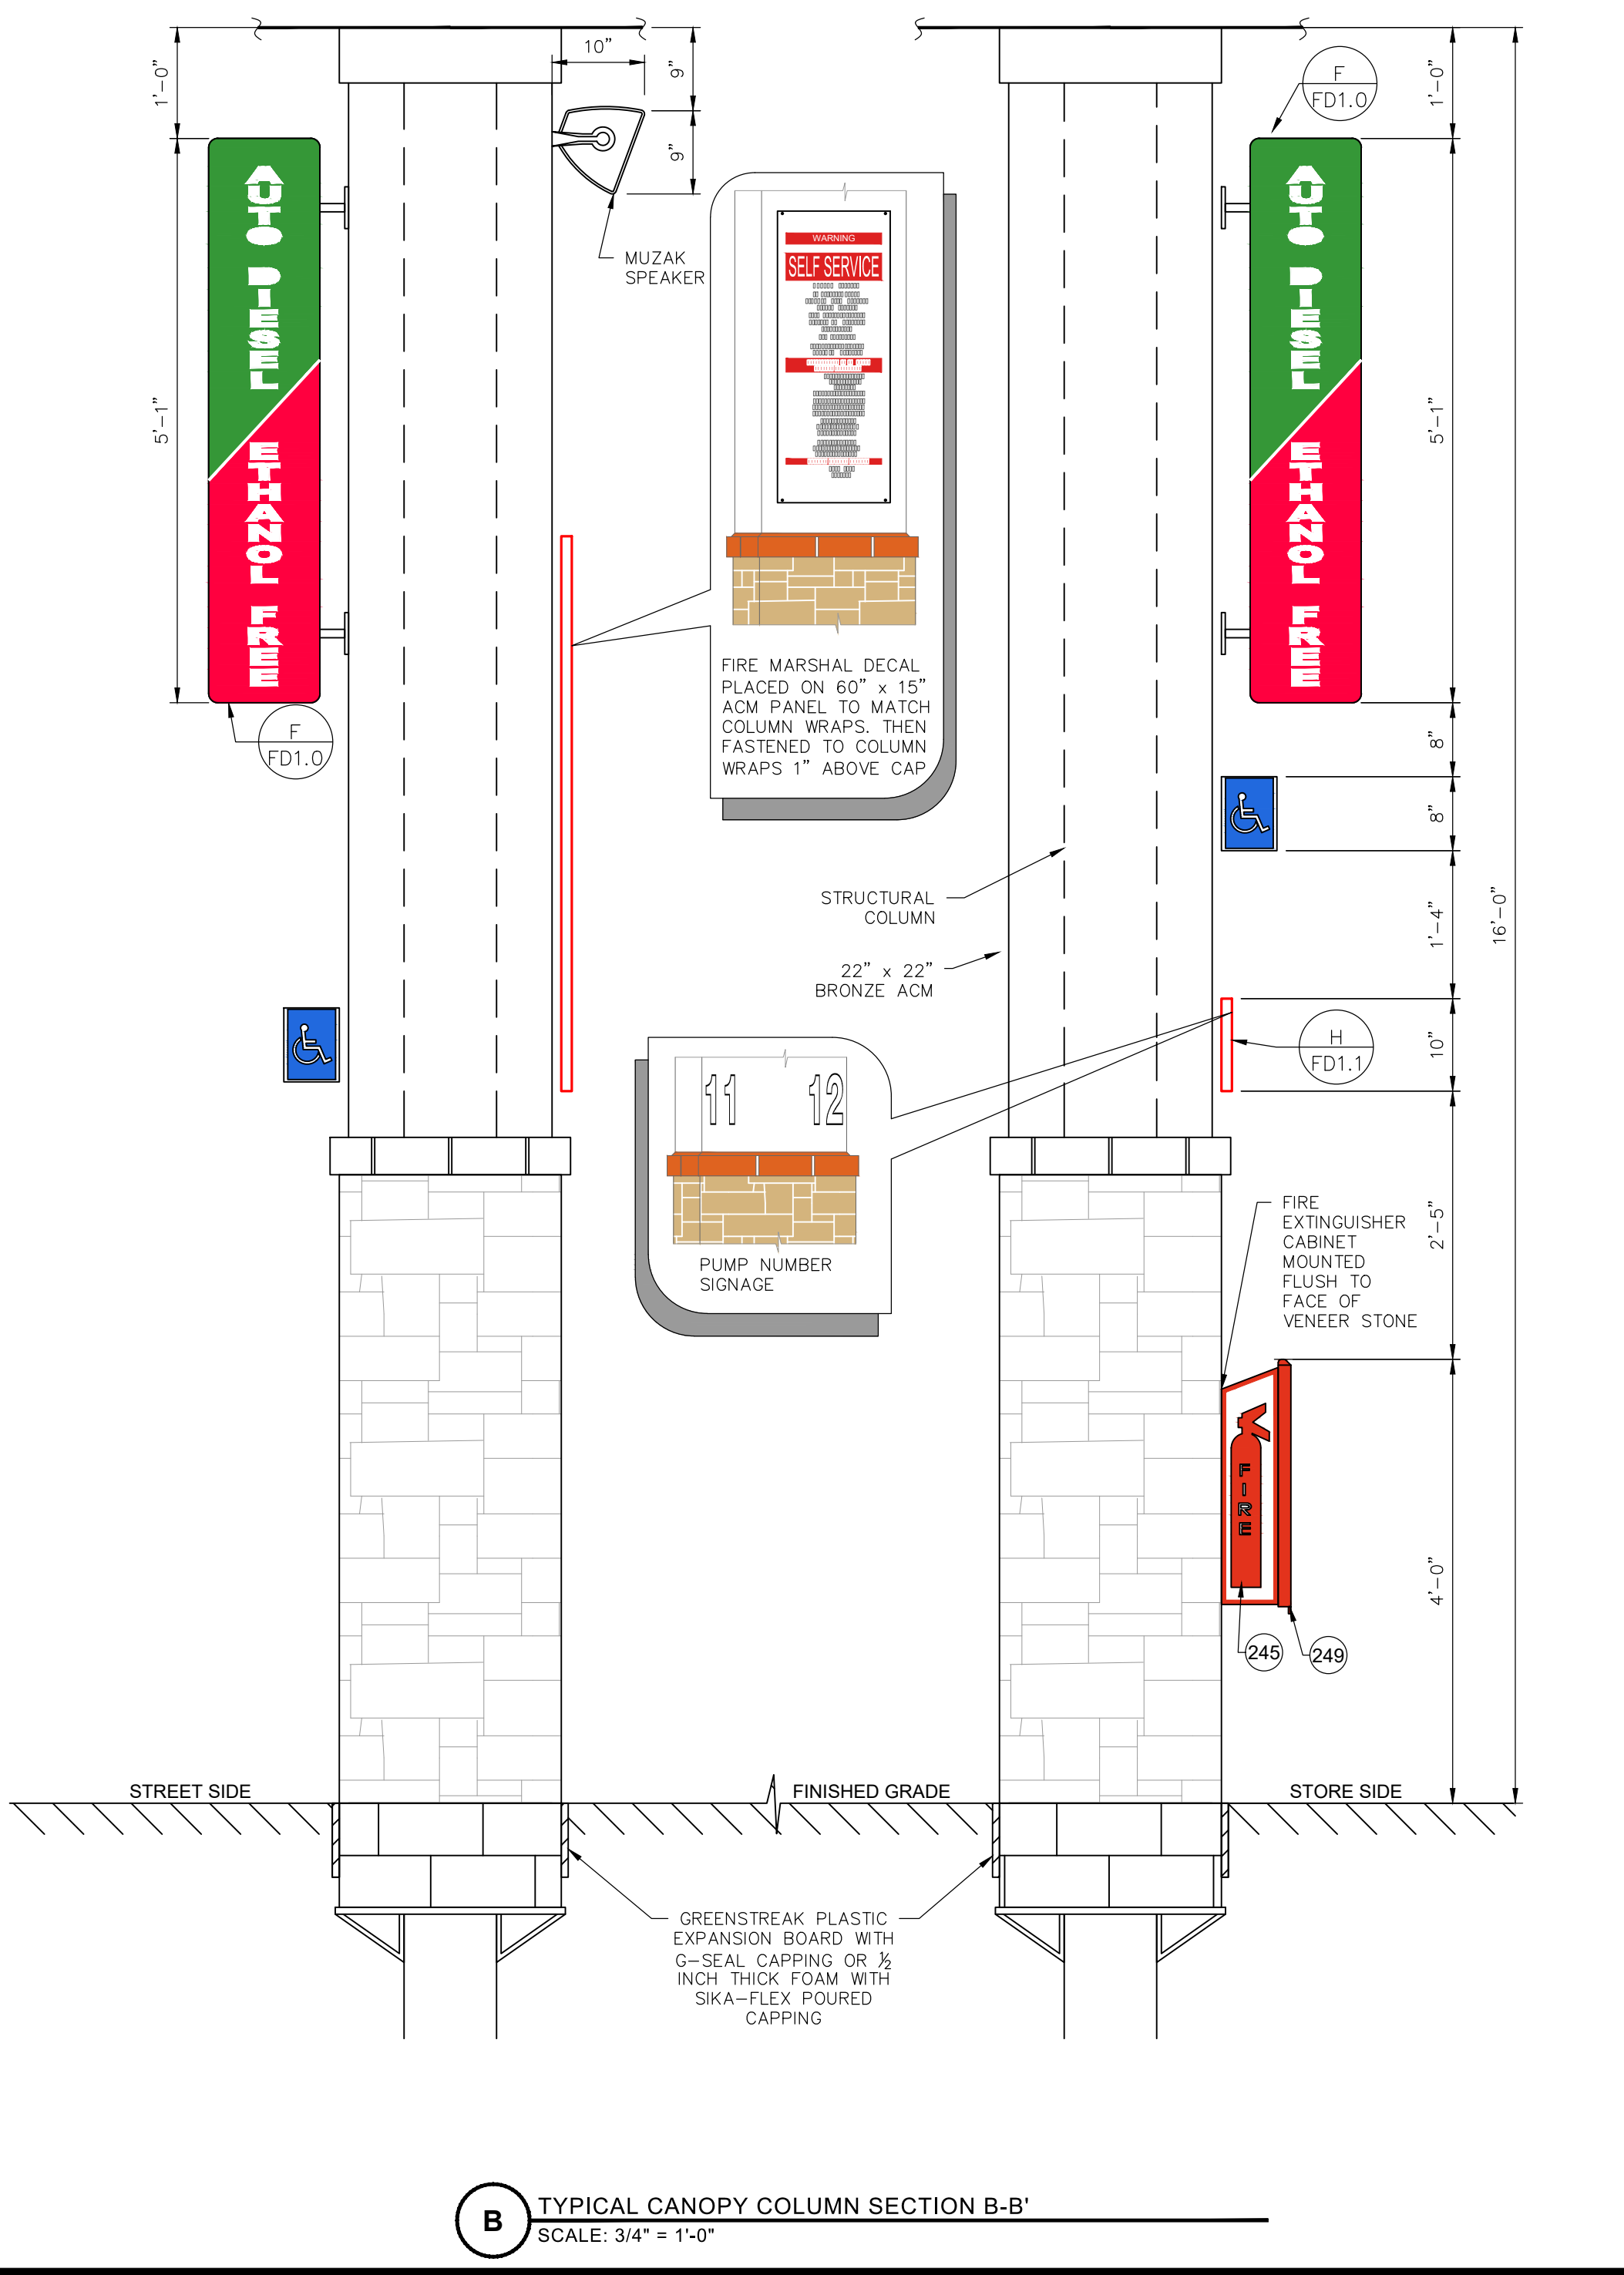 1'-0"
10"
9"
9"
F
FD1.0
1'-0"
AUTO DIESEL
ETHANOL FREE
5'-1"
F
FD1.0
MUZAK
SPEAKER
WARNING
SELF SERVICE
FIRE MARSHAL DECAL
PLACED ON 60" x 15"
ACM PANEL TO MATCH
COLUMN WRAPS. THEN
FASTENED TO COLUMN
WRAPS 1" ABOVE CAP
AUTO DIESEL
ETHANOL FREE
5'-1"
8"
8"
1'-4"
16'-0"
STRUCTURAL
COLUMN
22" x 22"
BRONZE ACM
H
FD1.1
10"
11 12
PUMP NUMBER
SIGNAGE
2'-5"
FIRE
EXTINGUISHER
CABINET
MOUNTED
FLUSH TO
FACE OF
VENEER STONE
FIRE
4'-0"
245
249
STREET SIDE
FINISHED GRADE
STORE SIDE
GREENSTREAK PLASTIC
EXPANSION BOARD WITH
G-SEAL CAPPING OR ½
INCH THICK FOAM WITH
SIKA-FLEX POURED
CAPPING
B
TYPICAL CANOPY COLUMN SECTION B-B'
SCALE: 3/4" = 1'-0"